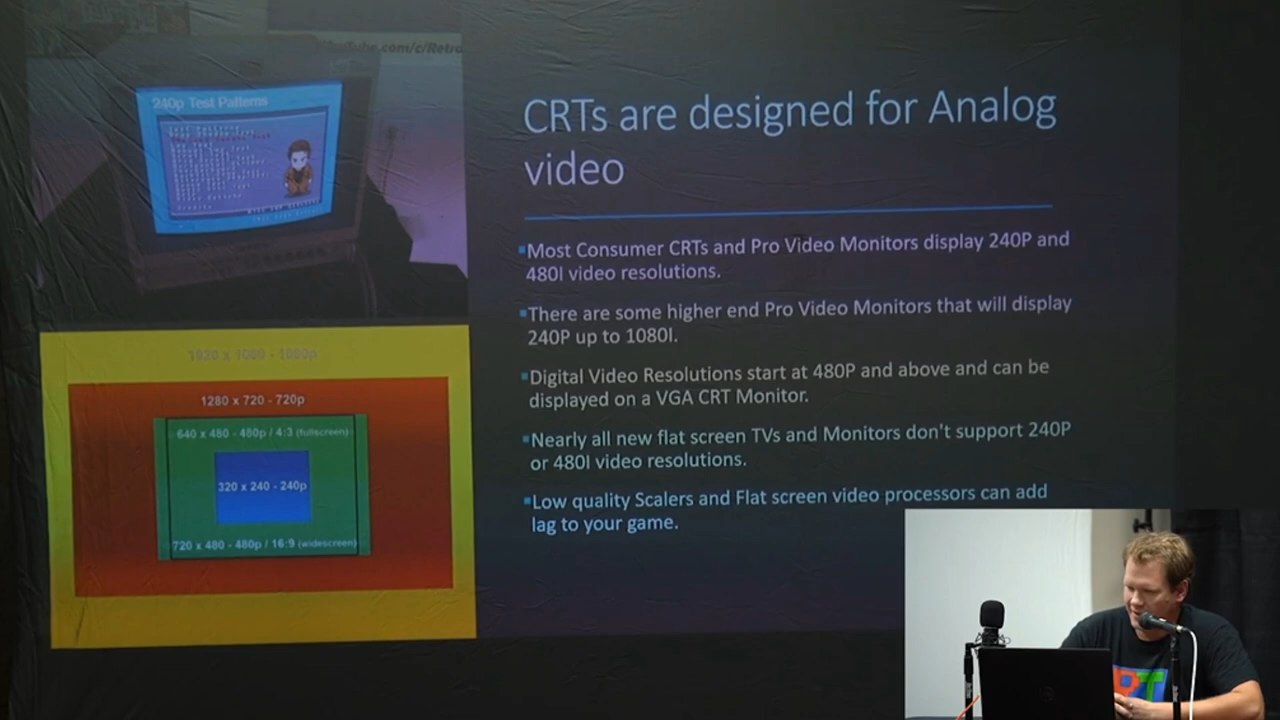 YouTube.com/c/Retro
240p Test Patterns
CRTs are designed for Analog
video
Most Consumer CRTs and Pro Video Monitors display 240P and
480I video resolutions.
There are some higher end Pro Video Monitors that will display
240P up to 1080I.
Digital Video Resolutions start at 480P and above and can be
displayed on a VGA CRT Monitor.
Nearly all new flat screen TVs and Monitors don't support 240P
or 480I video resolutions.
Low quality Scalers and Flat screen video processors can add
lag to your game.
1920 x 1080 - 1080p
1280 x 720 - 720p
640 x 480 - 480p / 4:3 (fullscreen)
320 x 240 - 240p
720 x 480 - 480p / 16:9 (widescreen)